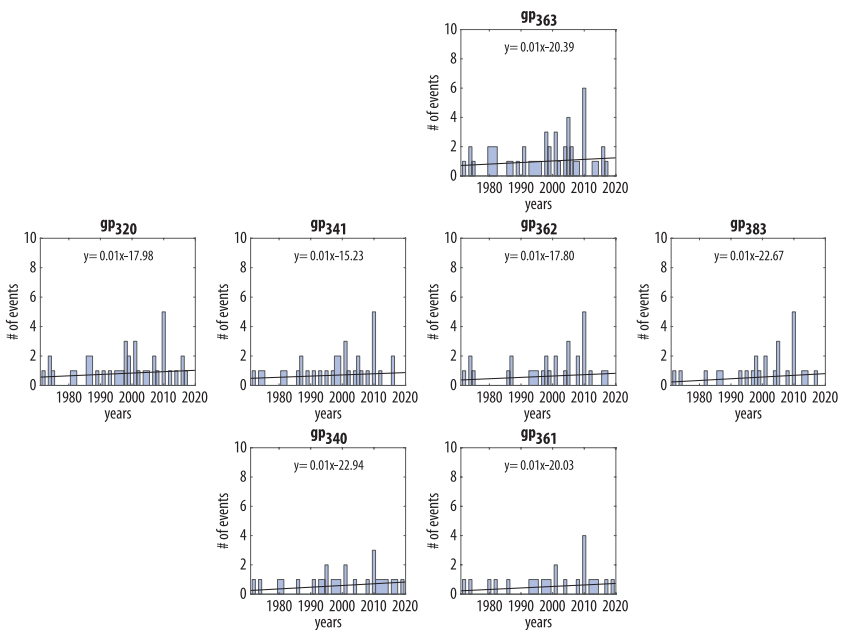 gp363
y= 0.01x–20.39
# of events
10
8
6
4
2
0
1980 1990 2000 2010 2020
years
gp320
y= 0.01x–17.98
# of events
10
8
6
4
2
0
1980 1990 2000 2010 2020
years
gp341
y= 0.01x–15.23
# of events
10
8
6
4
2
0
1980 1990 2000 2010 2020
years
gp362
y= 0.01x–17.80
# of events
10
8
6
4
2
0
1980 1990 2000 2010 2020
years
gp383
y= 0.01x–22.67
# of events
10
8
6
4
2
0
1980 1990 2000 2010 2020
years
gp340
y= 0.01x–22.94
# of events
10
8
6
4
2
0
1980 1990 2000 2010 2020
years
gp361
y= 0.01x–20.03
# of events
10
8
6
4
2
0
1980 1990 2000 2010 2020
years